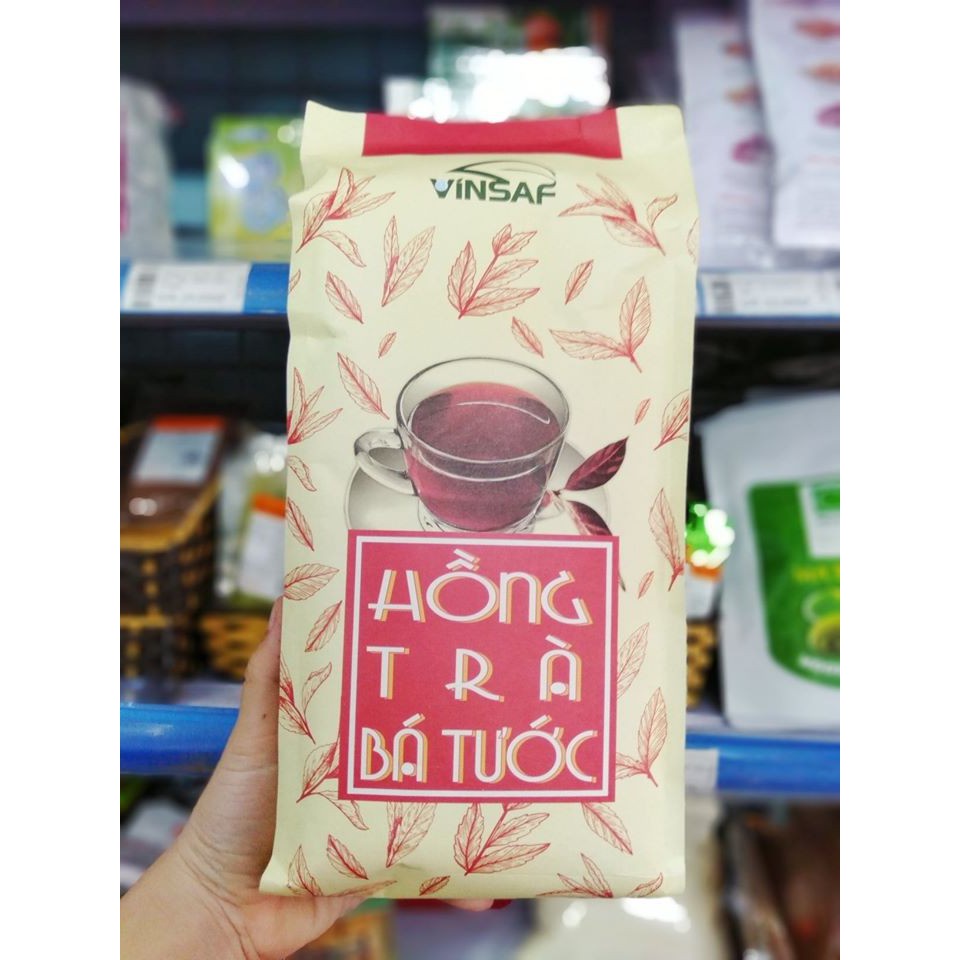 VINSAF
HỒNG
TRÀ
BÁ TƯỚC